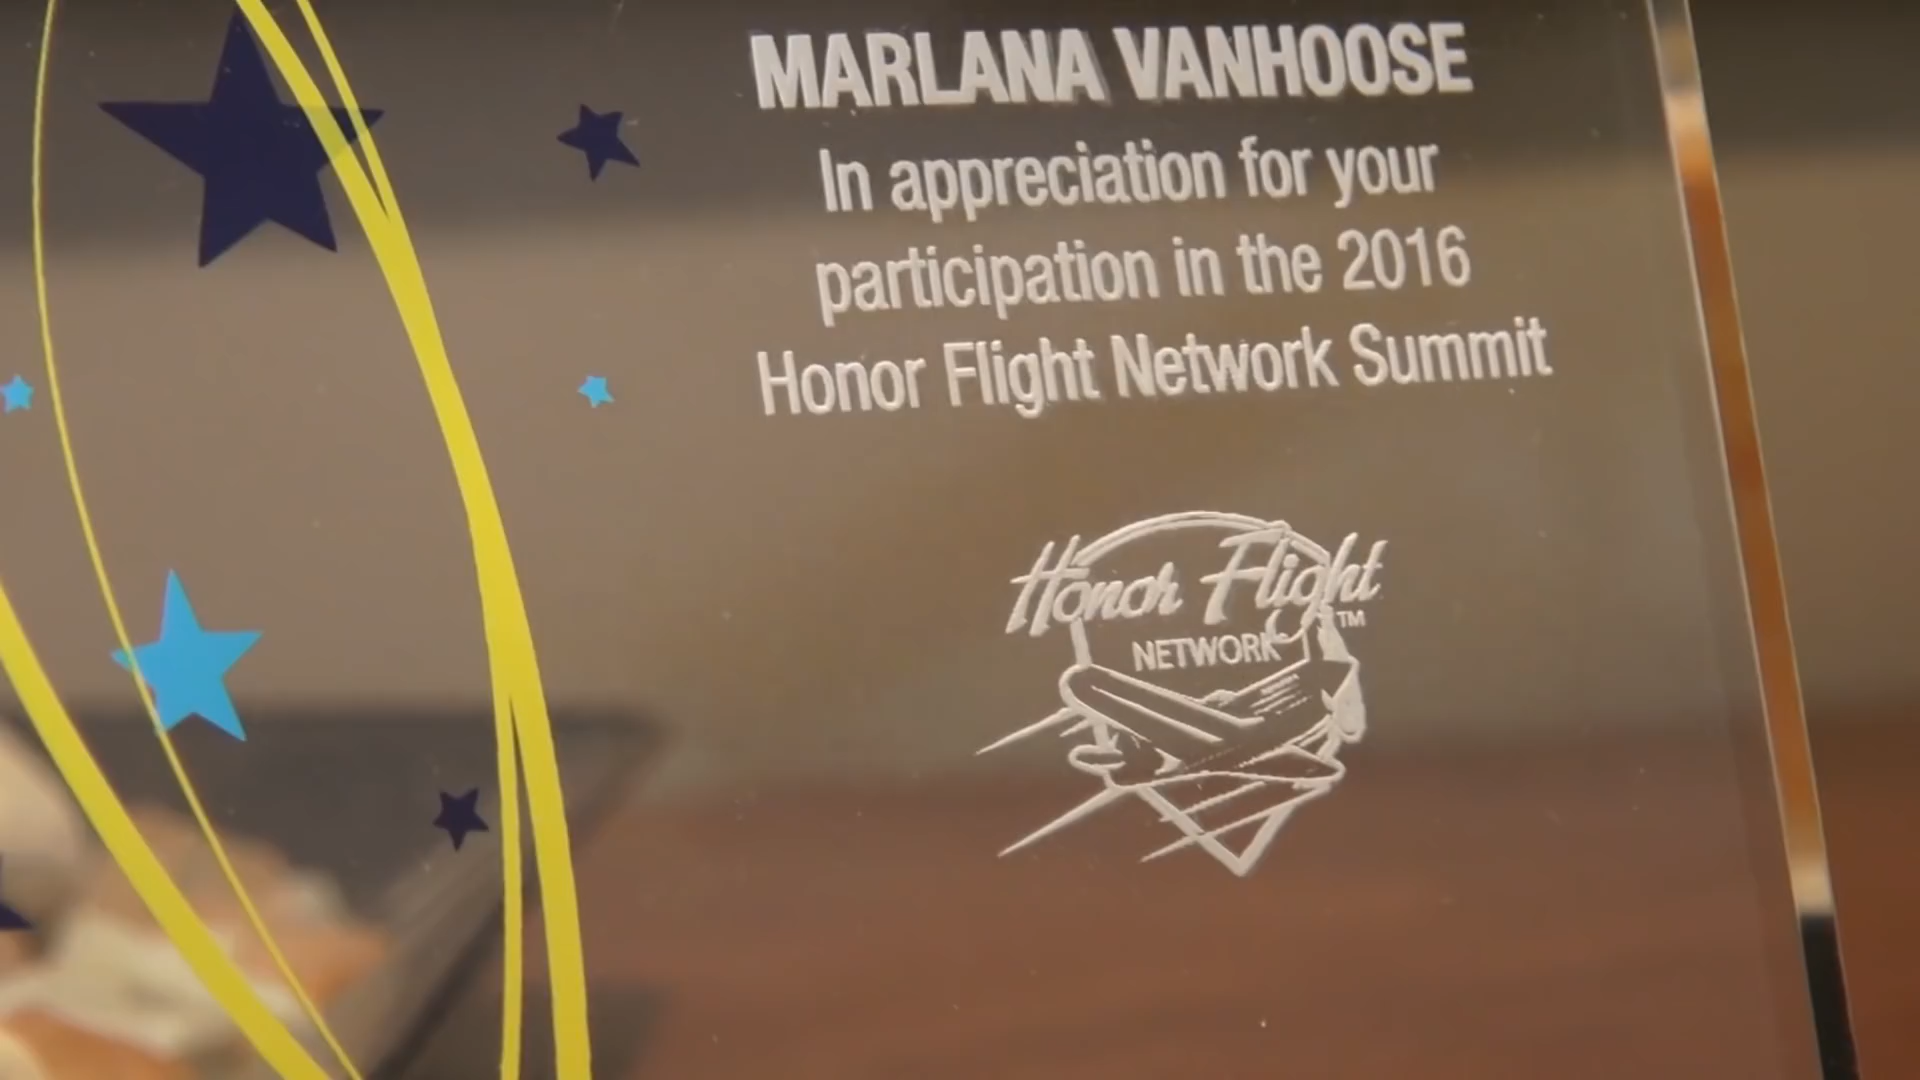 MARLANA VANHOOSE
In appreciation for your
participation in the 2016
Honor Flight Network Summit
Honor Flight
TM
NETWORK